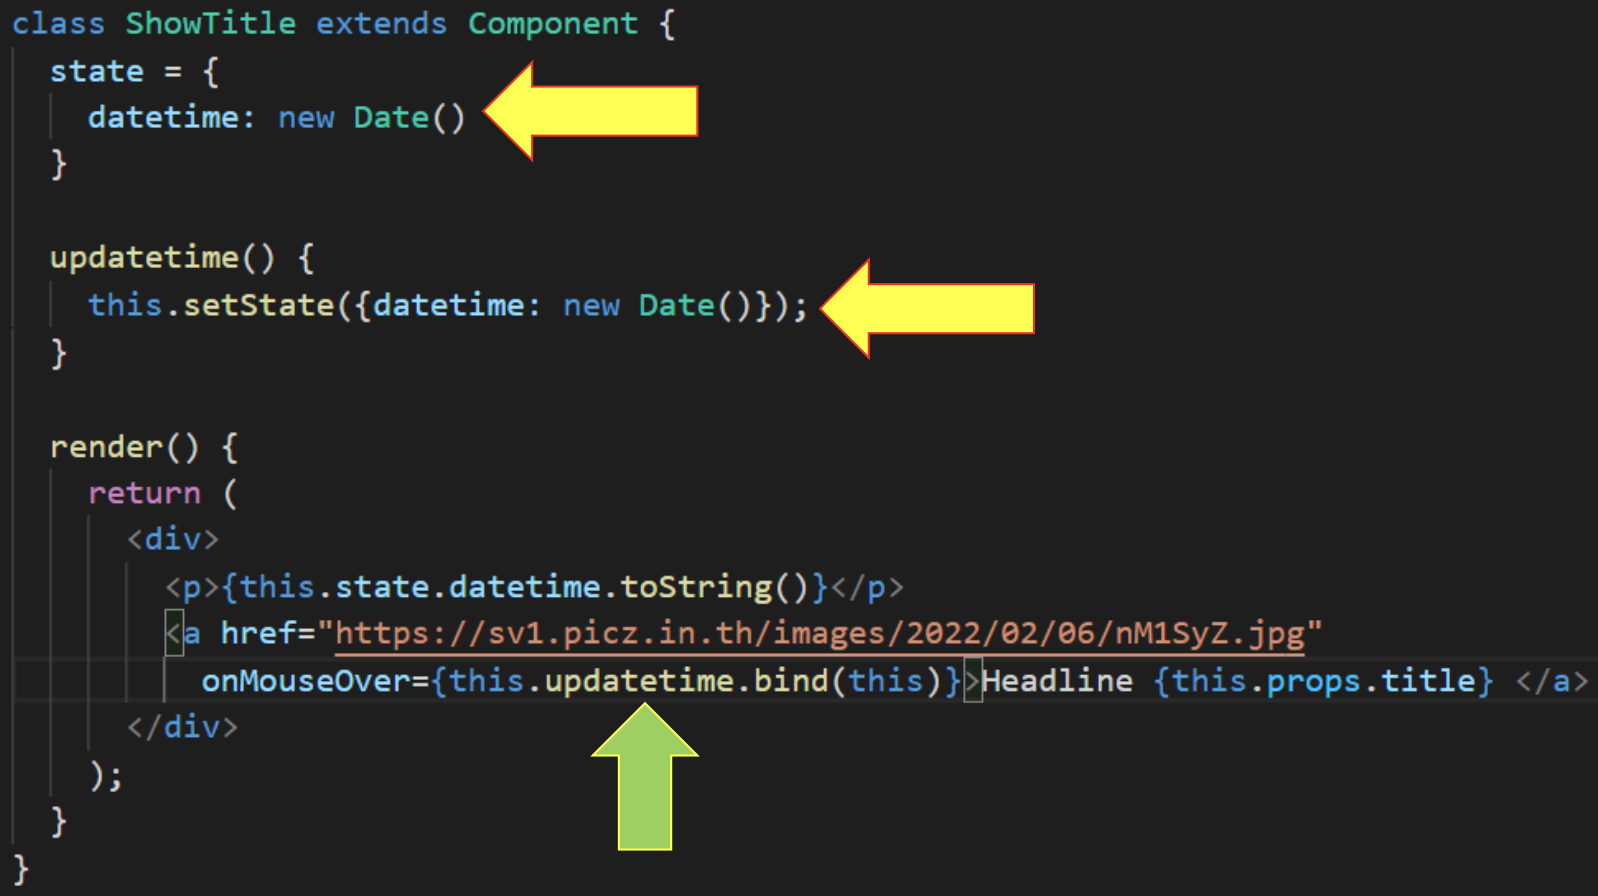 class ShowTitle extends Component {
state = {
datetime: new Date()
}
updatetime() {
this.setState({datetime: new Date()});
}
render() {
return (
<div>
<p>{this.state.datetime.toString()}</p>
<a href="https://sv1.picz.in.th/images/2022/02/06/nM1SyZ.jpg"
onMouseOver={this.updatetime.bind(this)}>Headline {this.props.title} </a>
</div>
);
}
}